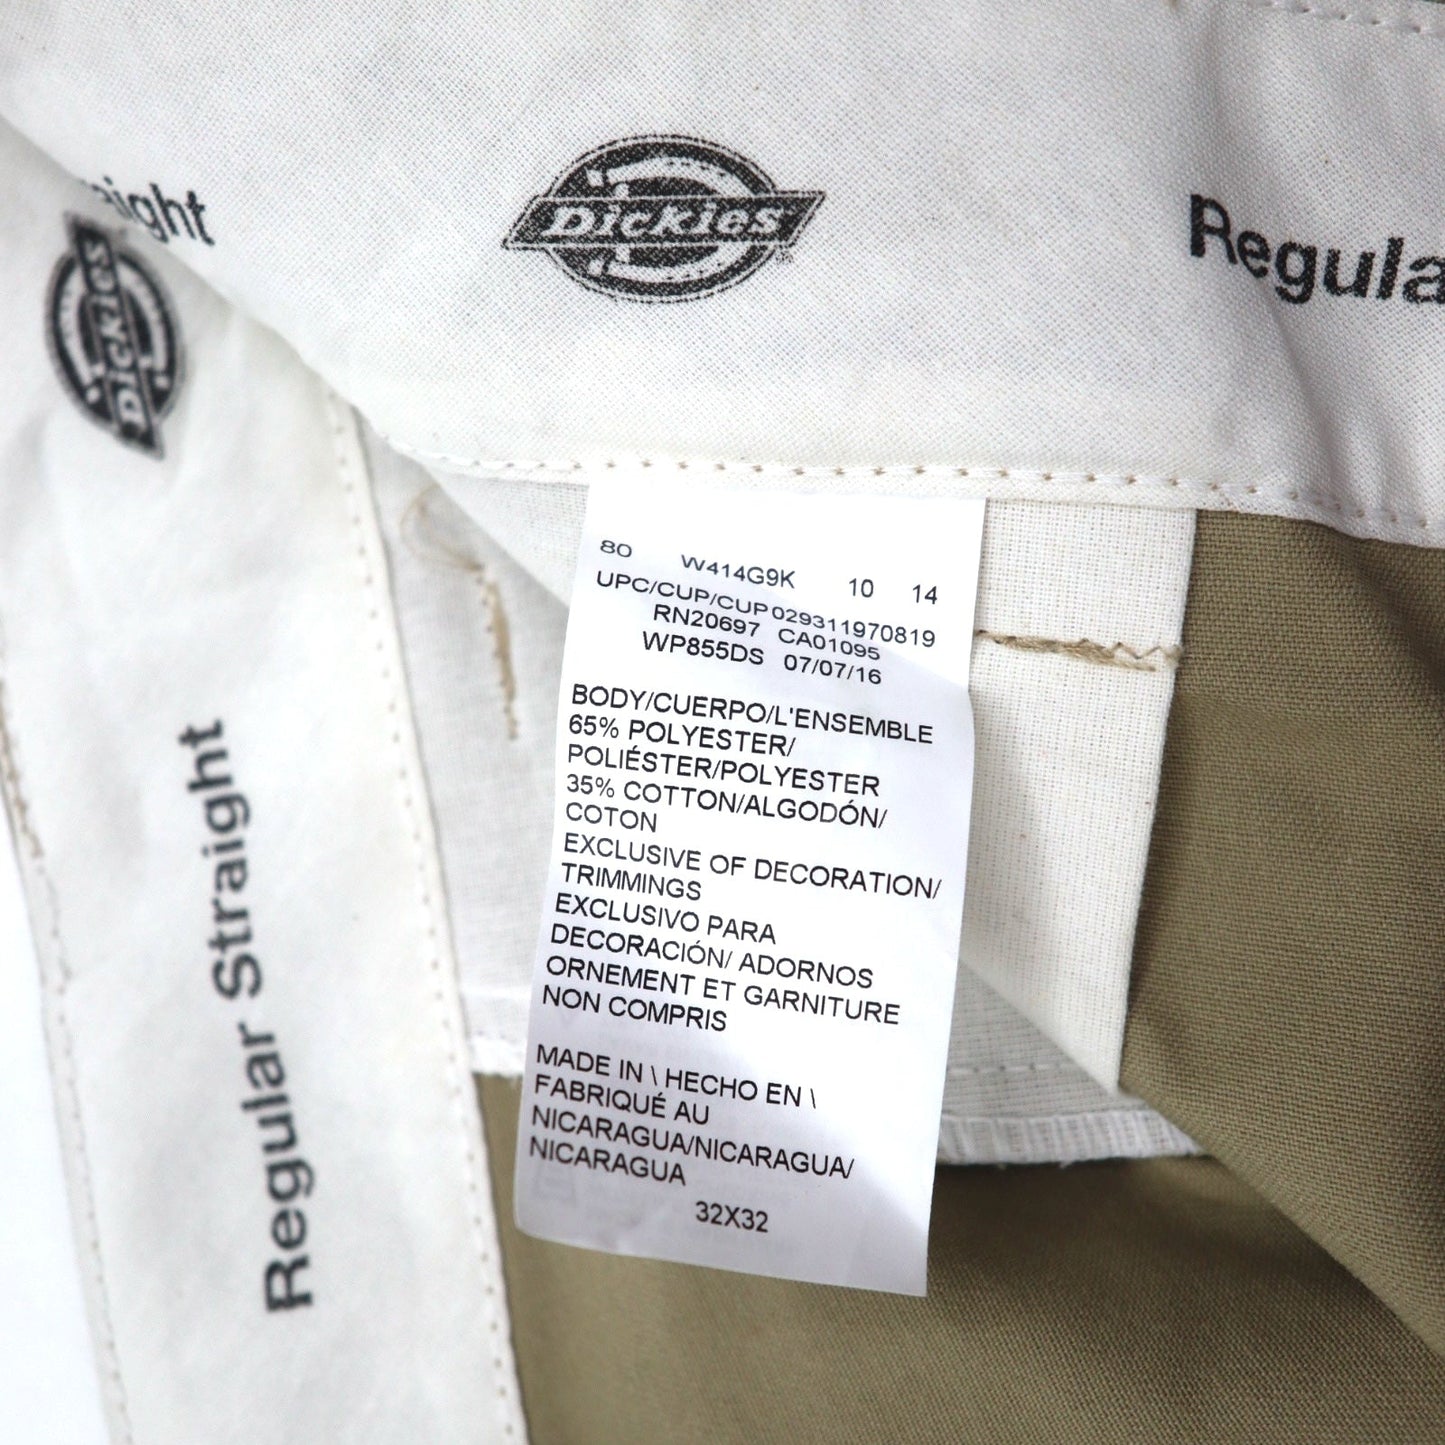 aight
Dickies
Regula
Dickies
Regular Straight
80 W414G9K 10 14
UPC/CUP/CUP 029311970819
RN20697 CA01095
WP855DS 07/07/16
BODY/CUERPO/L'ENSEMBLE
65% POLYESTER/
POLIÉSTER/POLYESTER
35% COTTON/ALGODÓN/
COTON
EXCLUSIVE OF DECORATION/
TRIMMINGS
EXCLUSIVO PARA
DECORACIÓN/ ADORNOS
ORNEMENT ET GARNITURE
NON COMPRIS
MADE IN \ HECHO EN \
FABRIQUÉ AU
NICARAGUA/NICARAGUA/
NICARAGUA
32X32